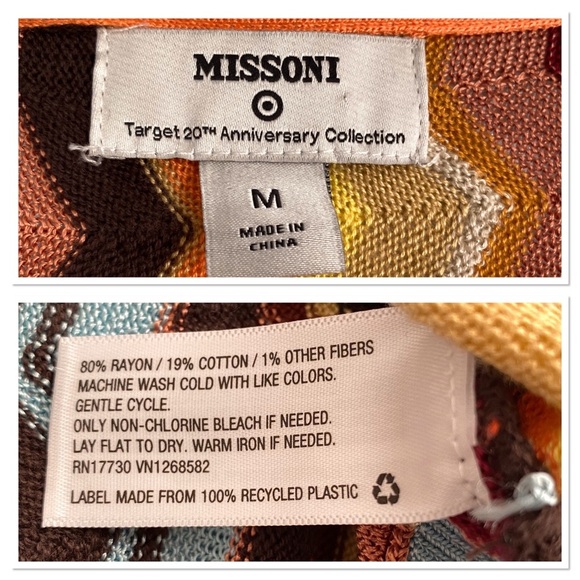 MISSONI
Target 20TH Anniversary Collection
M
MADE IN
CHINA
80% RAYON / 19% COTTON / 1% OTHER FIBERS
MACHINE WASH COLD WITH LIKE COLORS.
GENTLE CYCLE.
ONLY NON-CHLORINE BLEACH IF NEEDED.
LAY FLAT TO DRY. WARM IRON IF NEEDED.
RN17730 VN1268582
LABEL MADE FROM 100% RECYCLED PLASTIC